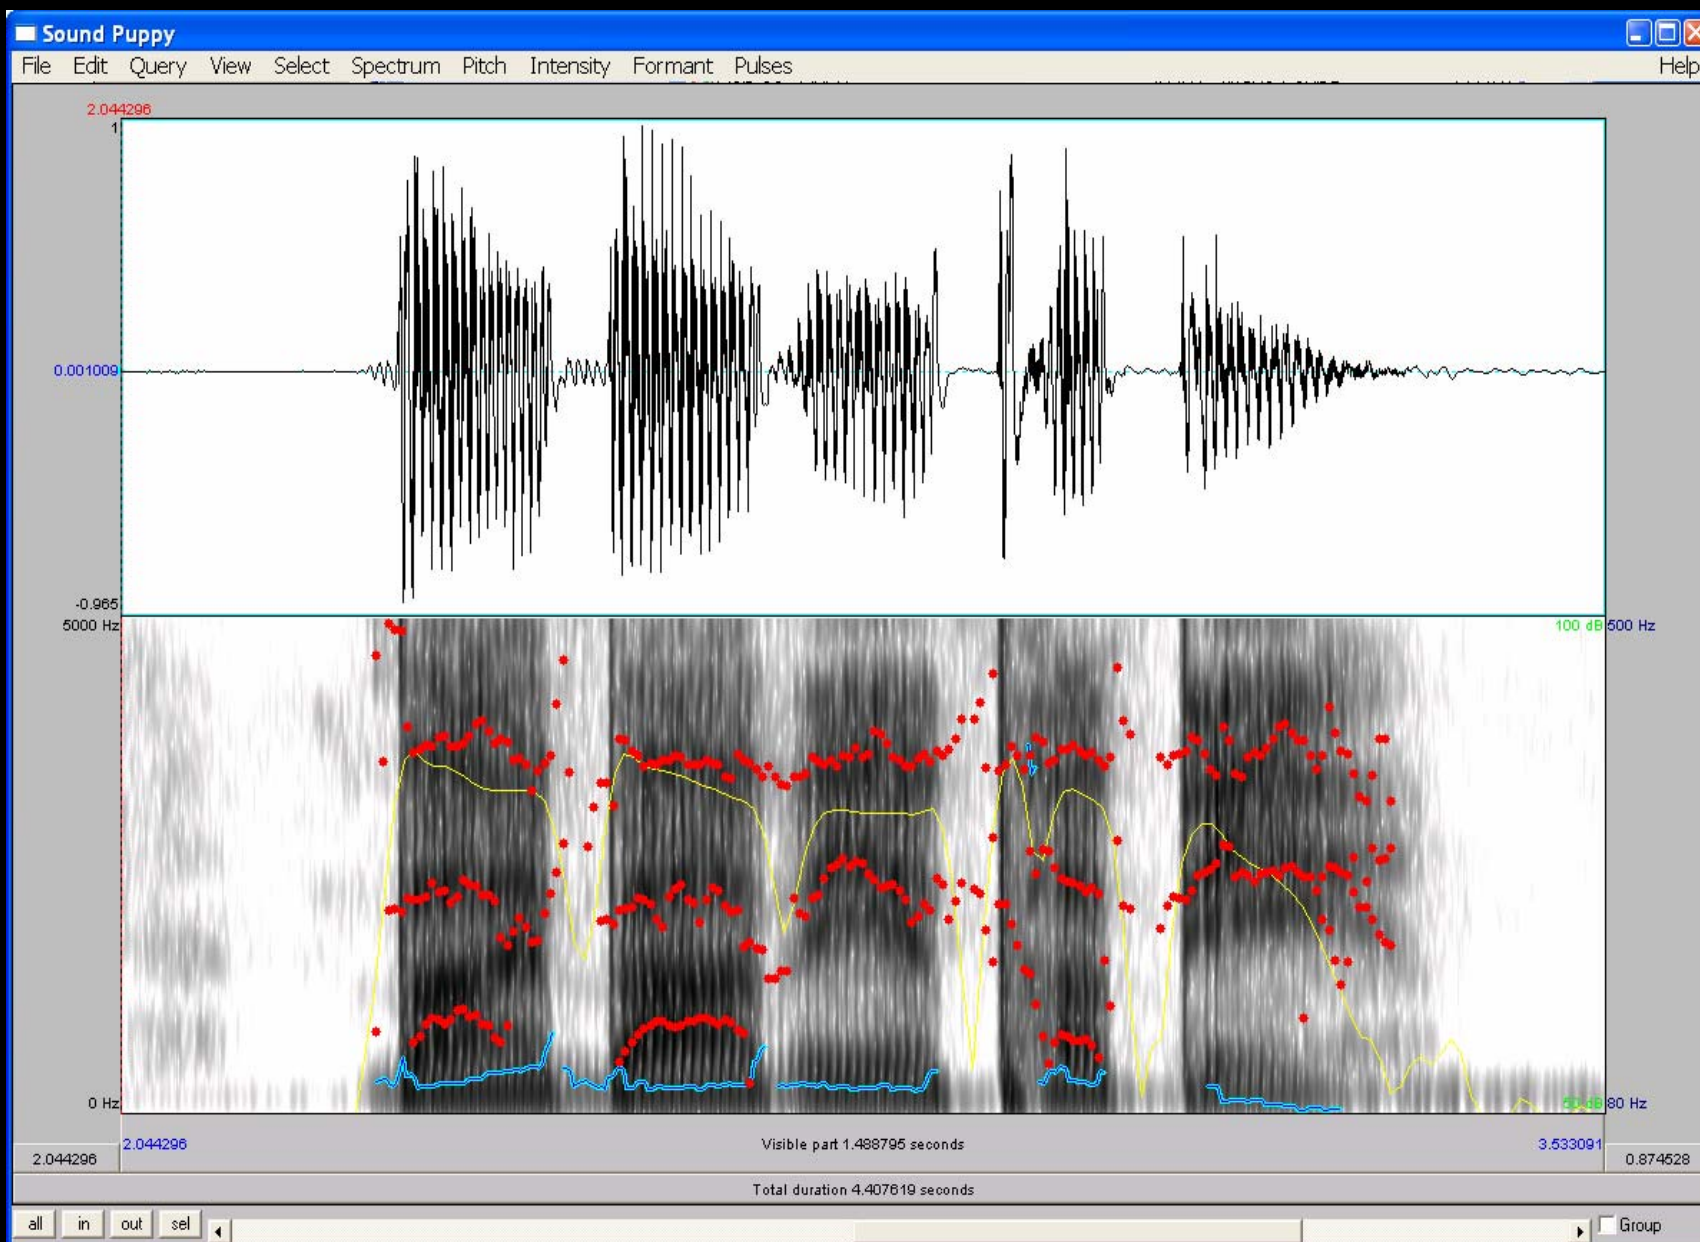 Sound Puppy
File Edit Query View Select Spectrum Pitch Intensity Formant Pulses Help
2.044296
1
0.001009
-0.965
5000 Hz 100 dB 500 Hz
0 Hz 50 dB 80 Hz
2.044296 Visible part 1.488795 seconds 3.533091
2.044296 0.874528
Total duration 4.407619 seconds
all in out sel Group